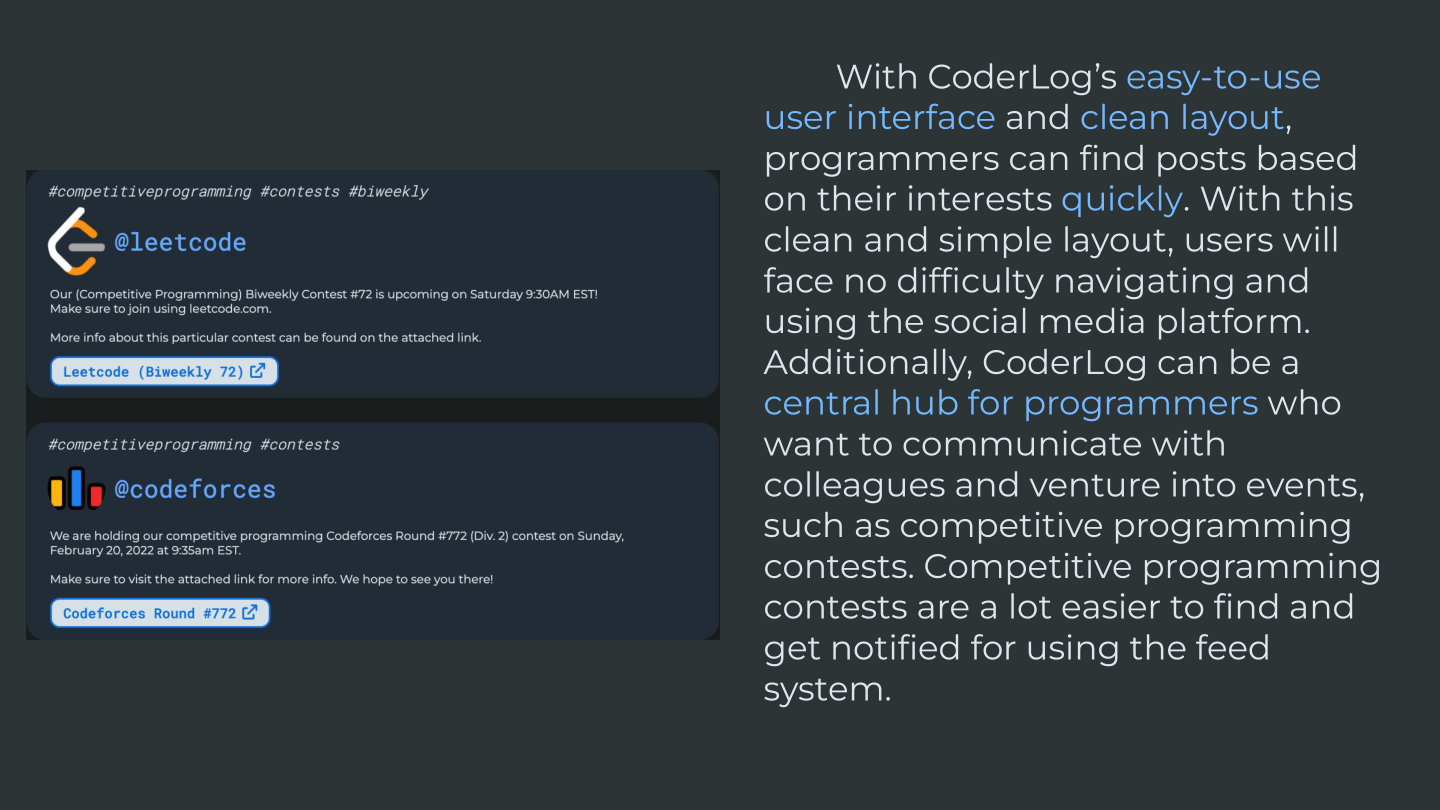 #competitiveprogramming #contests #biweekly
@leetcode
Our (Competitive Programming) Biweekly Contest #72 is upcoming on Saturday 9:30AM EST!
Make sure to join using leetcode.com.
More info about this particular contest can be found on the attached link.
Leetcode (Biweekly 72)
#competitiveprogramming #contests
@codeforces
We are holding our competitive programming Codeforces Round #772 (Div. 2) contest on Sunday,
February 20, 2022 at 9:35am EST.
Make sure to visit the attached link for more info. We hope to see you there!
Codeforces Round #772
With CoderLog’s easy-to-use
user interface and clean layout,
programmers can find posts based
on their interests quickly. With this
clean and simple layout, users will
face no difficulty navigating and
using the social media platform.
Additionally, CoderLog can be a
central hub for programmers who
want to communicate with
colleagues and venture into events,
such as competitive programming
contests. Competitive programming
contests are a lot easier to find and
get notified for using the feed
system.